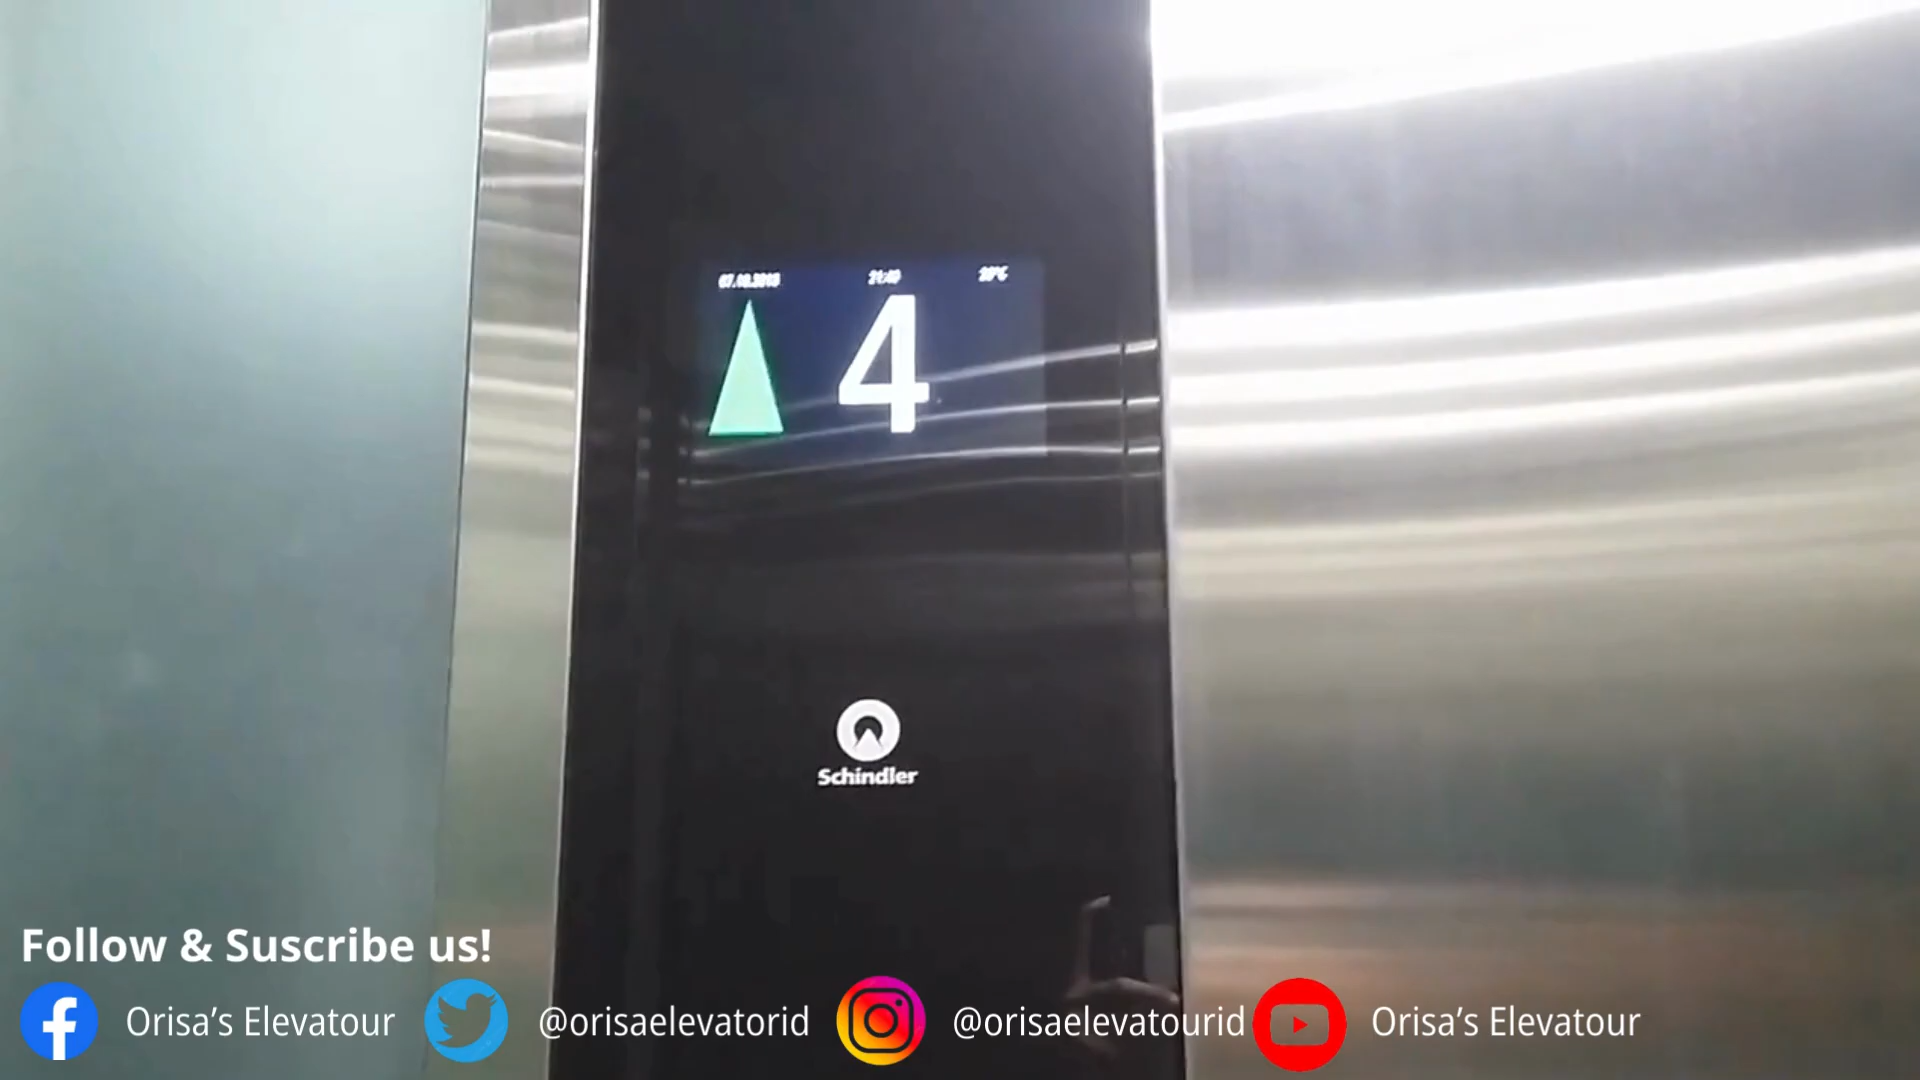 4
Schindler
Follow & Suscribe us!
Orisa's Elevatour @orisaelevatorid @orisaelevatourid Orisa's Elevatour